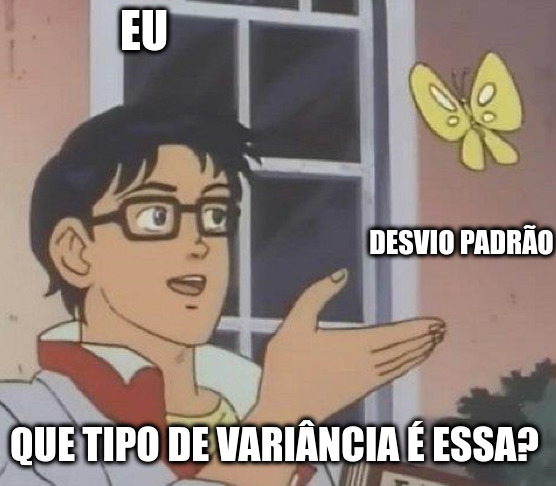 EU
DESVIO PADRÃO
QUE TIPO DE VARIÂNCIA É ESSA?